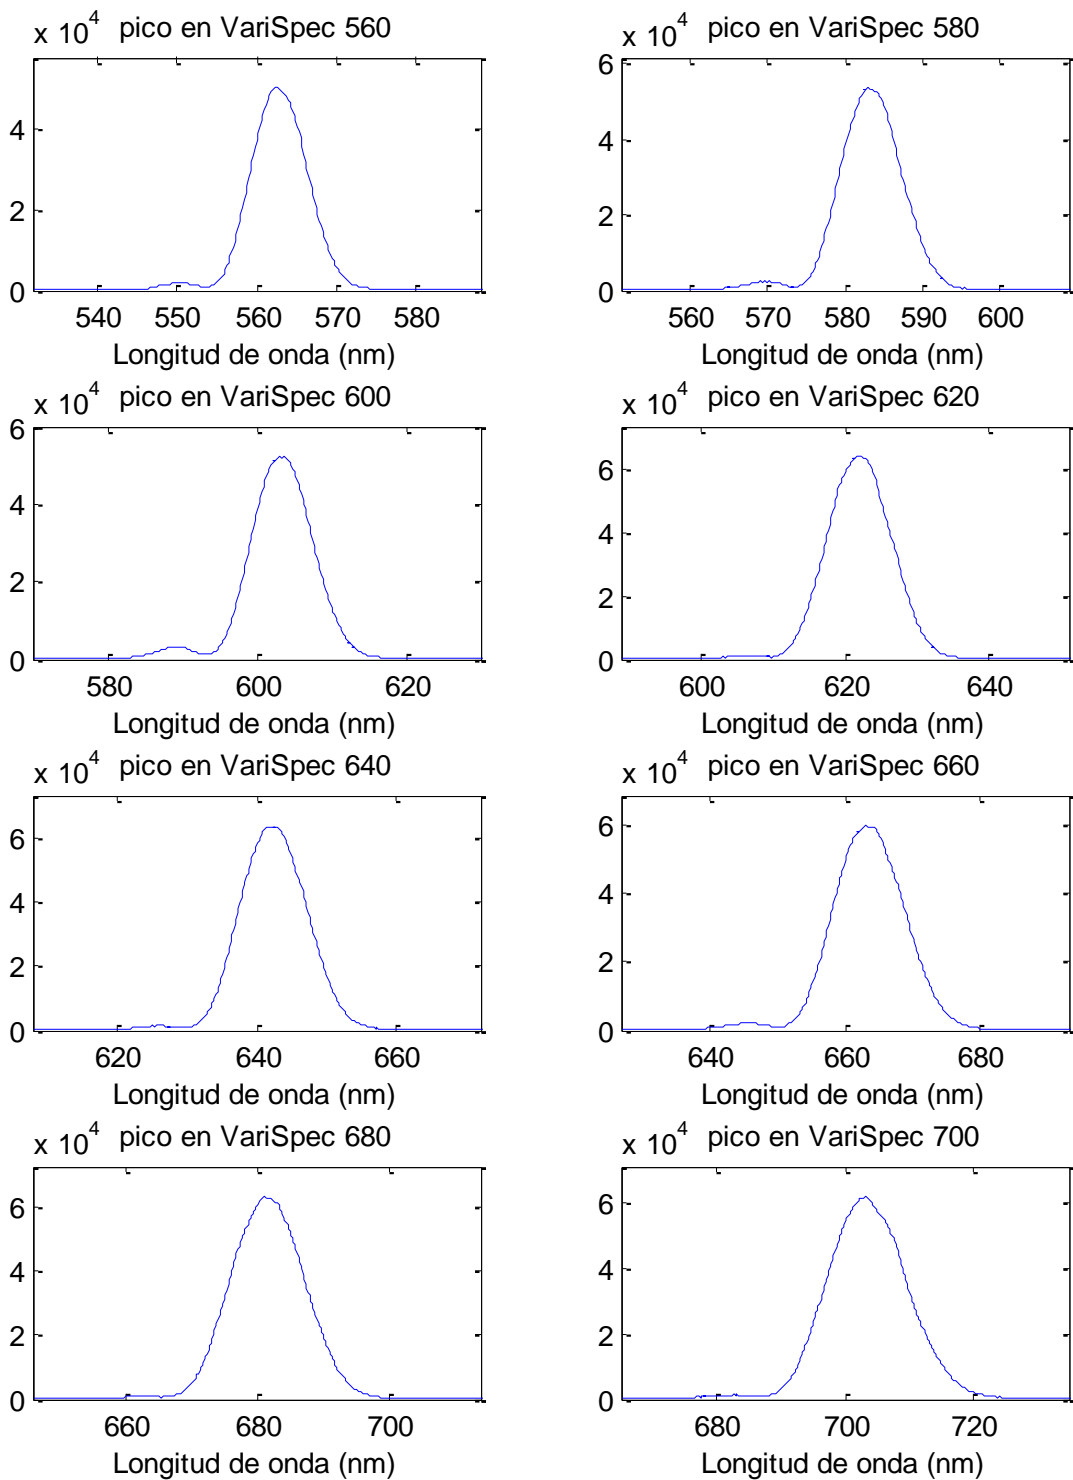 x 10^4 pico en VariSpec 560
4
2
0
540 550 560 570 580
Longitud de onda (nm)
x 10^4 pico en VariSpec 580
6
4
2
0
560 570 580 590 600
Longitud de onda (nm)
x 10^4 pico en VariSpec 600
6
4
2
0
580 600 620
Longitud de onda (nm)
x 10^4 pico en VariSpec 620
6
4
2
0
600 620 640
Longitud de onda (nm)
x 10^4 pico en VariSpec 640
6
4
2
0
620 640 660
Longitud de onda (nm)
x 10^4 pico en VariSpec 660
6
4
2
0
640 660 680
Longitud de onda (nm)
x 10^4 pico en VariSpec 680
6
4
2
0
660 680 700
Longitud de onda (nm)
x 10^4 pico en VariSpec 700
6
4
2
0
680 700 720
Longitud de onda (nm)